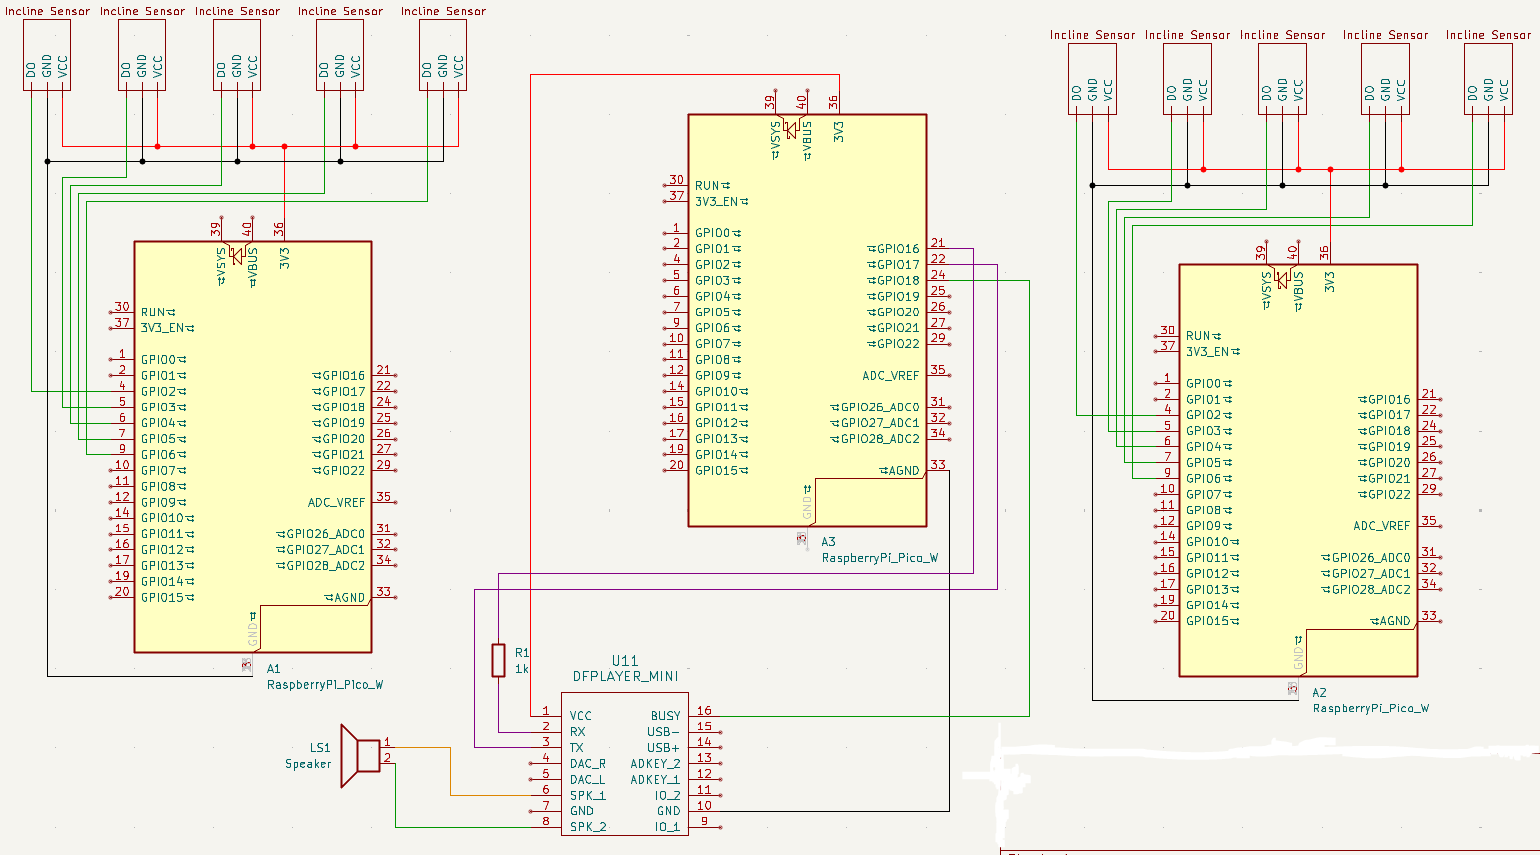 Incline Sensor Incline Sensor Incline Sensor Incline Sensor Incline Sensor
DO GND VCC DO GND VCC DO GND VCC DO GND VCC DO GND VCC
39 40 36
VSYS VBUS 3V3
30 RUN
37 3V3_EN
1 GPIO0
2 GPIO1 GPIO16 21
4 GPIO2 GPIO17 22
5 GPIO3 GPIO18 24
6 GPIO4 GPIO19 25
7 GPIO5 GPIO20 26
9 GPIO6 GPIO21 27
10 GPIO7 GPIO22 29
11 GPIO8
12 GPIO9 ADC_VREF 35
14 GPIO10
15 GPIO11 GPIO26_ADC0 31
16 GPIO12 GPIO27_ADC1 32
17 GPIO13 GPIO28_ADC2 34
19 GPIO14
20 GPIO15 AGND 33
GND
A1
RaspberryPi_Pico_W
39 40 36
VSYS VBUS 3V3
30 RUN
37 3V3_EN
1 GPIO0
2 GPIO1 GPIO16 21
4 GPIO2 GPIO17 22
5 GPIO3 GPIO18 24
6 GPIO4 GPIO19 25
7 GPIO5 GPIO20 26
9 GPIO6 GPIO21 27
10 GPIO7 GPIO22 29
11 GPIO8
12 GPIO9 ADC_VREF 35
14 GPIO10
15 GPIO11 GPIO26_ADC0 31
16 GPIO12 GPIO27_ADC1 32
17 GPIO13 GPIO28_ADC2 34
19 GPIO14
20 GPIO15 AGND 33
GND
A3
RaspberryPi_Pico_W
R1
1k
U11
DFPLAYER_MINI
1 VCC BUSY 16
2 RX USB- 15
3 TX USB+ 14
4 DAC_R ADKEY_2 13
5 DAC_L ADKEY_1 12
6 SPK_1 IO_2 11
7 GND GND 10
8 SPK_2 IO_1 9
LS1 1
Speaker 2
Incline Sensor Incline Sensor Incline Sensor Incline Sensor Incline Sensor
DO GND VCC DO GND VCC DO GND VCC DO GND VCC DO GND VCC
39 40 36
VSYS VBUS 3V3
30 RUN
37 3V3_EN
1 GPIO0
2 GPIO1 GPIO16 21
4 GPIO2 GPIO17 22
5 GPIO3 GPIO18 24
6 GPIO4 GPIO19 25
7 GPIO5 GPIO20 26
9 GPIO6 GPIO21 27
10 GPIO7 GPIO22 29
11 GPIO8
12 GPIO9 ADC_VREF 35
14 GPIO10
15 GPIO11 GPIO26_ADC0 31
16 GPIO12 GPIO27_ADC1 32
17 GPIO13 GPIO28_ADC2 34
19 GPIO14
20 GPIO15 AGND 33
GND
A2
RaspberryPi_Pico_W